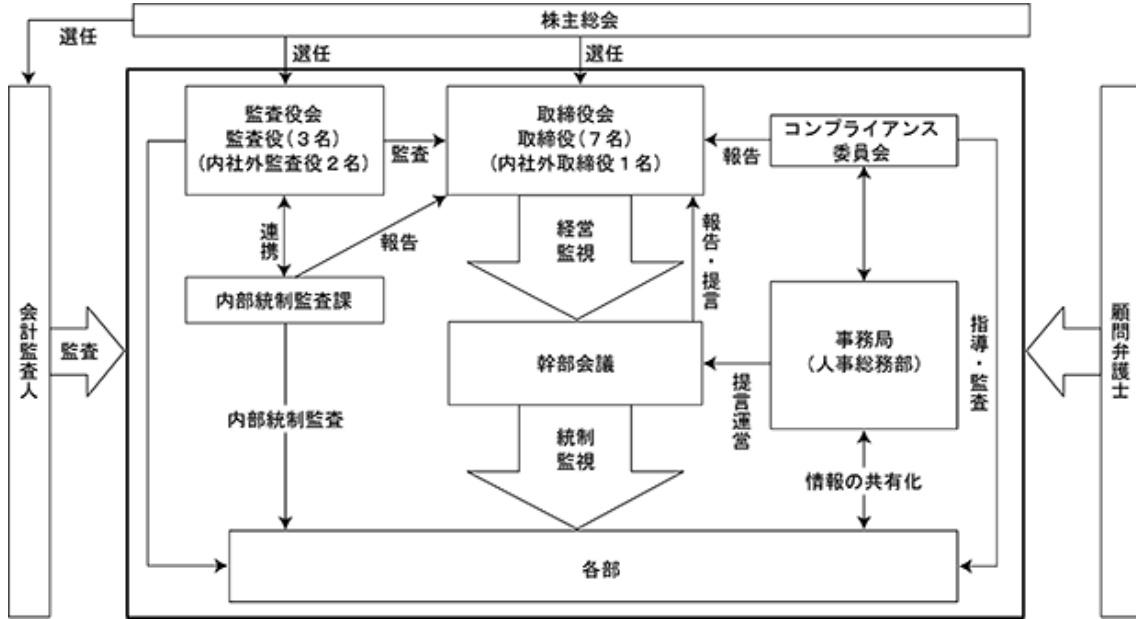 株主総会
選任
選任
選任
監査役会
監査役(3名)
(内社外監査役2名)
監査
取締役会
取締役(7名)
(内社外取締役1名)
報告
コンプライアンス
委員会
連携
報告
経営
監視
報告・提言
内部統制監査課
会計監査人
監査
幹部会議
提言運営
事務局
(人事総務部)
指導・監査
顧問弁護士
内部統制監査
統制
監視
情報の共有化
各部